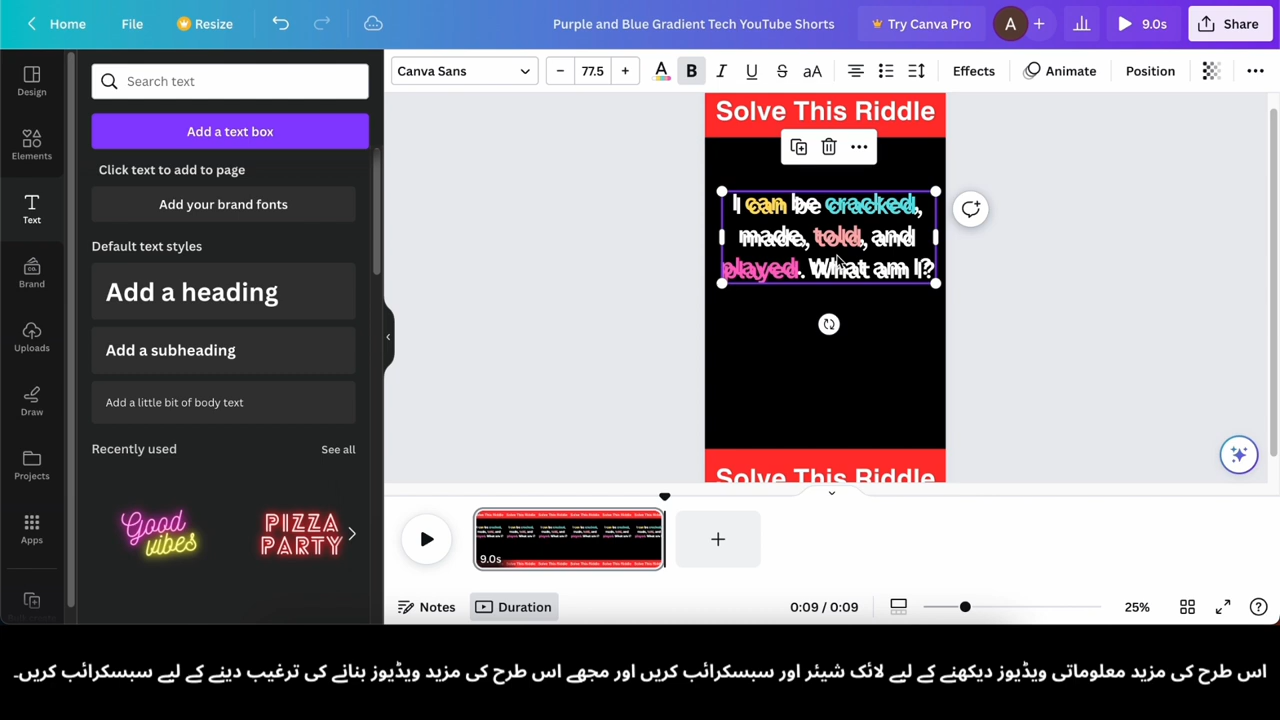 Home File Resize Purple and Blue Gradient Tech YouTube Shorts Try Canva Pro A 9.0s Share
Design
Elements
Text
Brand
Uploads
Draw
Projects
Apps
Search text
Add a text box
Click text to add to page
Add your brand fonts
Default text styles
Add a heading
Add a subheading
Add a little bit of body text
Recently used See all
Good vibes
PIZZA PARTY
Canva Sans 77.5 A B I U S aA Effects Animate Position
Solve This Riddle
I can be cracked,
made, told, and
played. What am I?
Solve This Riddle
9.0s
Notes Duration 0:09 / 0:09 25%
اس طرح کی مزید معلوماتی ویڈیوز دیکھنے کے لیے لائک شیئر اور سبسکرائب کریں اور مجھے اس طرح کی مزید ویڈیوز بنانے کی ترغیب دینے کے لیے سبسکرائب کریں۔